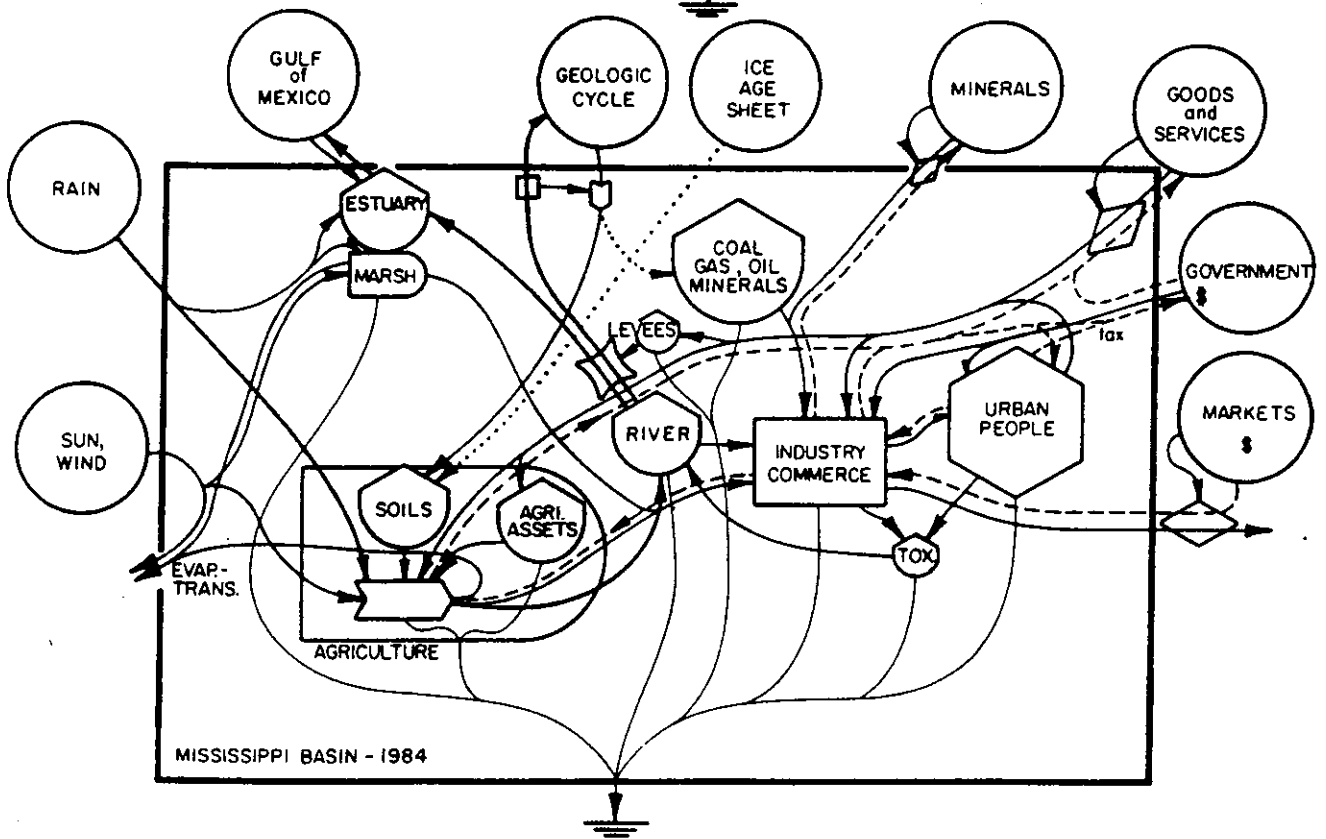 GULF
of
MEXICO
GEOLOGIC
CYCLE
ICE
AGE
SHEET
MINERALS
GOODS
and
SERVICES
RAIN
ESTUARY
MARSH
COAL
GAS, OIL
MINERALS
GOVERNMENT
$
LEVEES
tax
SUN,
WIND
RIVER
INDUSTRY
COMMERCE
URBAN
PEOPLE
MARKETS
$
SOILS
AGRI.
ASSETS
TOX
EVAP.-
TRANS.
AGRICULTURE
MISSISSIPPI BASIN - 1984